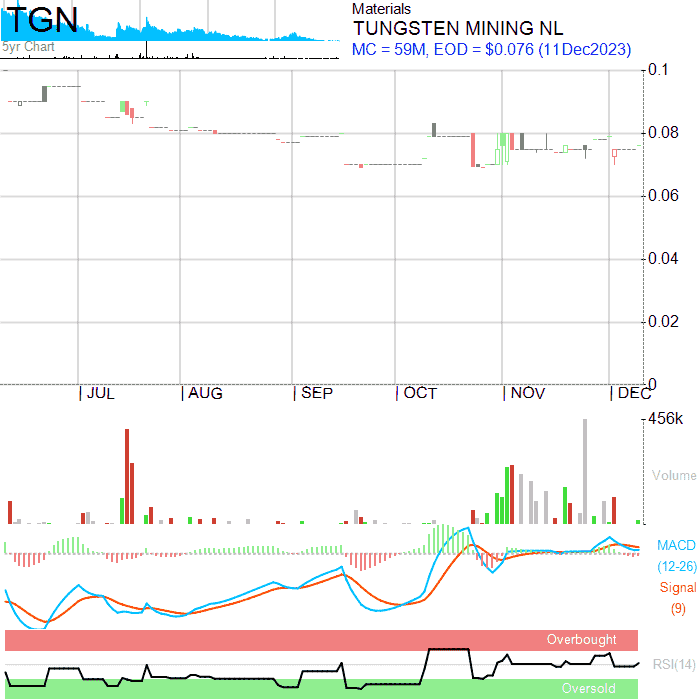 TGN
5yr Chart
Materials
TUNGSTEN MINING NL
MC = 59M, EOD = $0.076 (11Dec2023)
0.1
0.08
0.06
0.04
0.02
0
JUL AUG SEP OCT NOV DEC
456k
Volume
MACD
(12-26)
Signal
(9)
Overbought
RSI(14)
Oversold